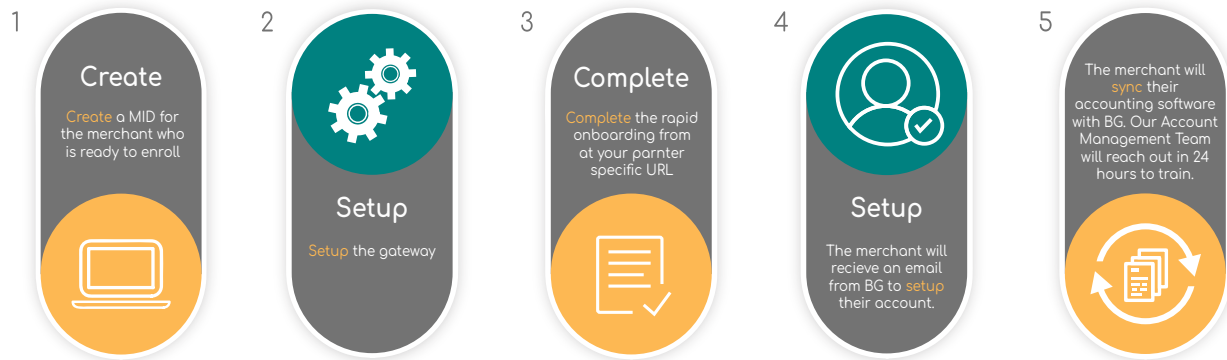 1
Create
Create a MID for
the merchant who
is ready to enroll
2
Setup
Setup the gateway
3
Complete
Complete the rapid
onboarding from
at your parnter
specific URL
4
Setup
The merchant will
recieve an email
from BG to setup
their account.
5
The merchant will
sync their
accounting software
with BG. Our Account
Management Team
will reach out in 24
hours to train.